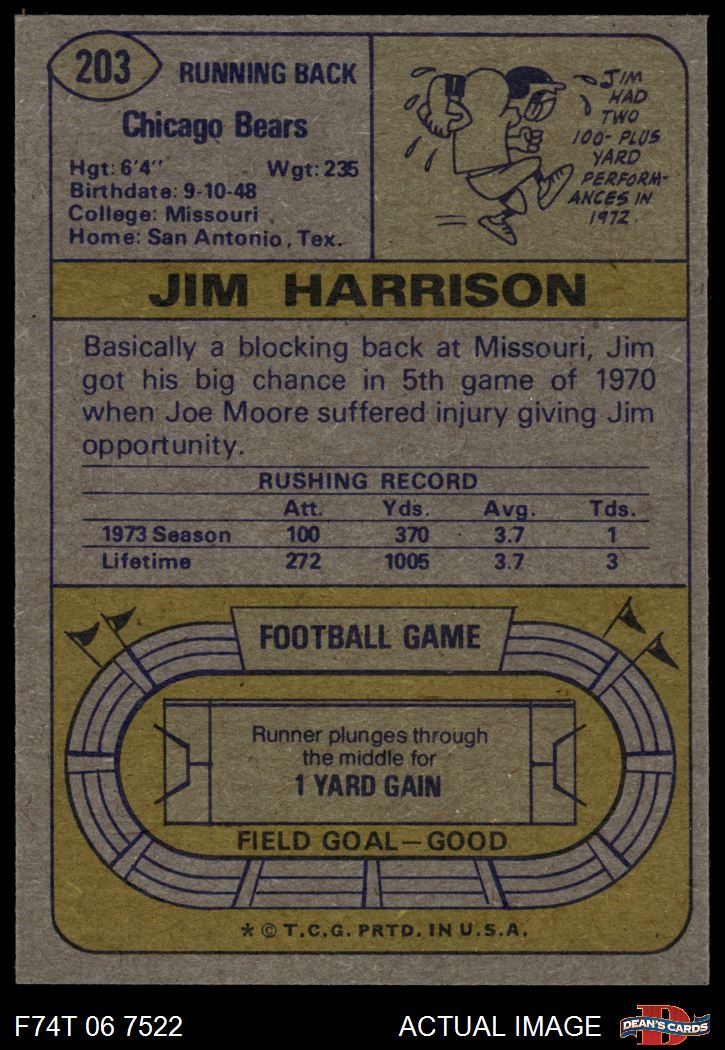 203
RUNNING BACK
Chicago Bears
Hgt: 6'4" Wgt: 235
Birthdate: 9-10-48
College: Missouri
Home: San Antonio, Tex.
JIM
HAD
TWO
100-PLUS
YARD
PERFORM-
ANCES IN
1972.
JIM HARRISON
Basically a blocking back at Missouri, Jim
got his big chance in 5th game of 1970
when Joe Moore suffered injury giving Jim
opportunity.
RUSHING RECORD
Att. Yds. Avg. Tds.
1973 Season 100 370 3.7 1
Lifetime 272 1005 3.7 3
FOOTBALL GAME
Runner plunges through
the middle for
1 YARD GAIN
FIELD GOAL—GOOD
* © T.C.G. PRTD. IN U.S.A.
F74T 06 7522 ACTUAL IMAGE
D
DEAN'S CARDS